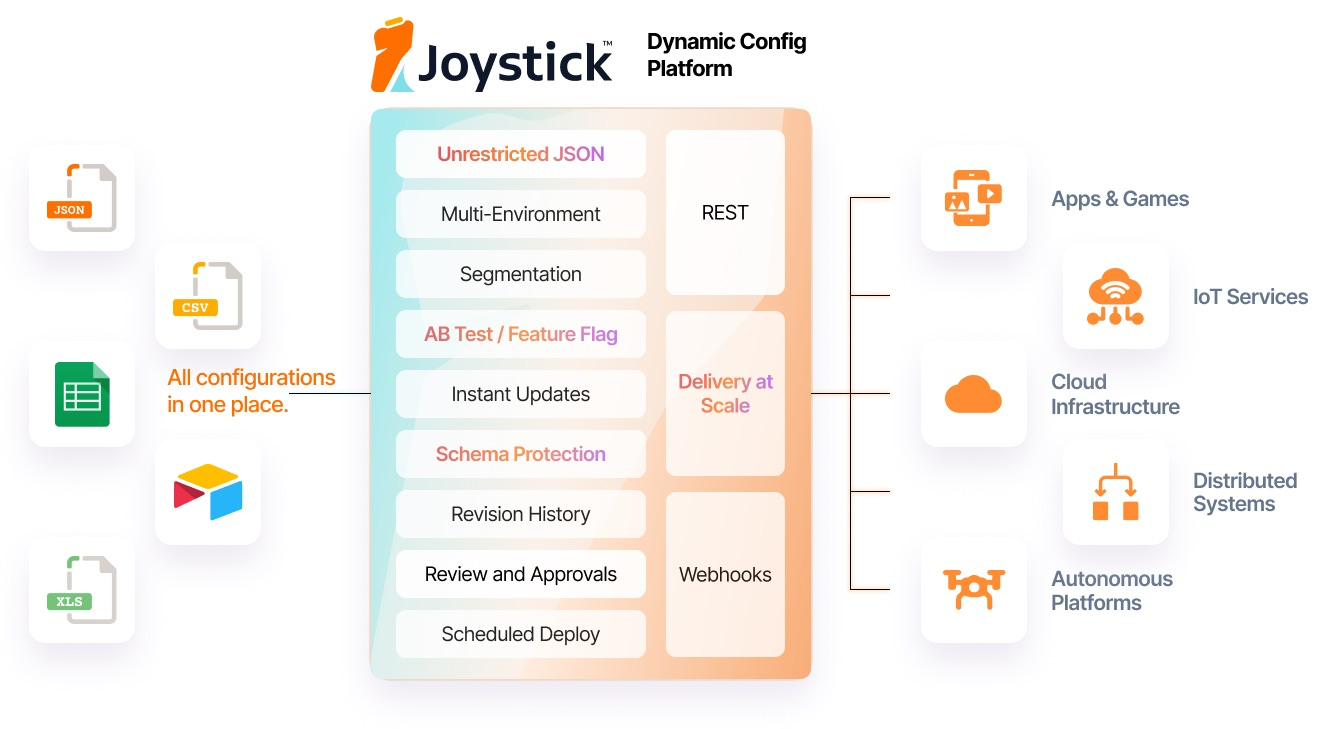 Joystick™
Dynamic Config
Platform
JSON
CSV
All configurations
in one place.
XLS
Unrestricted JSON
Multi-Environment
Segmentation
AB Test / Feature Flag
Instant Updates
Schema Protection
Revision History
Review and Approvals
Scheduled Deploy
REST
Delivery at
Scale
Webhooks
Apps & Games
IoT Services
Cloud
Infrastructure
Distributed
Systems
Autonomous
Platforms